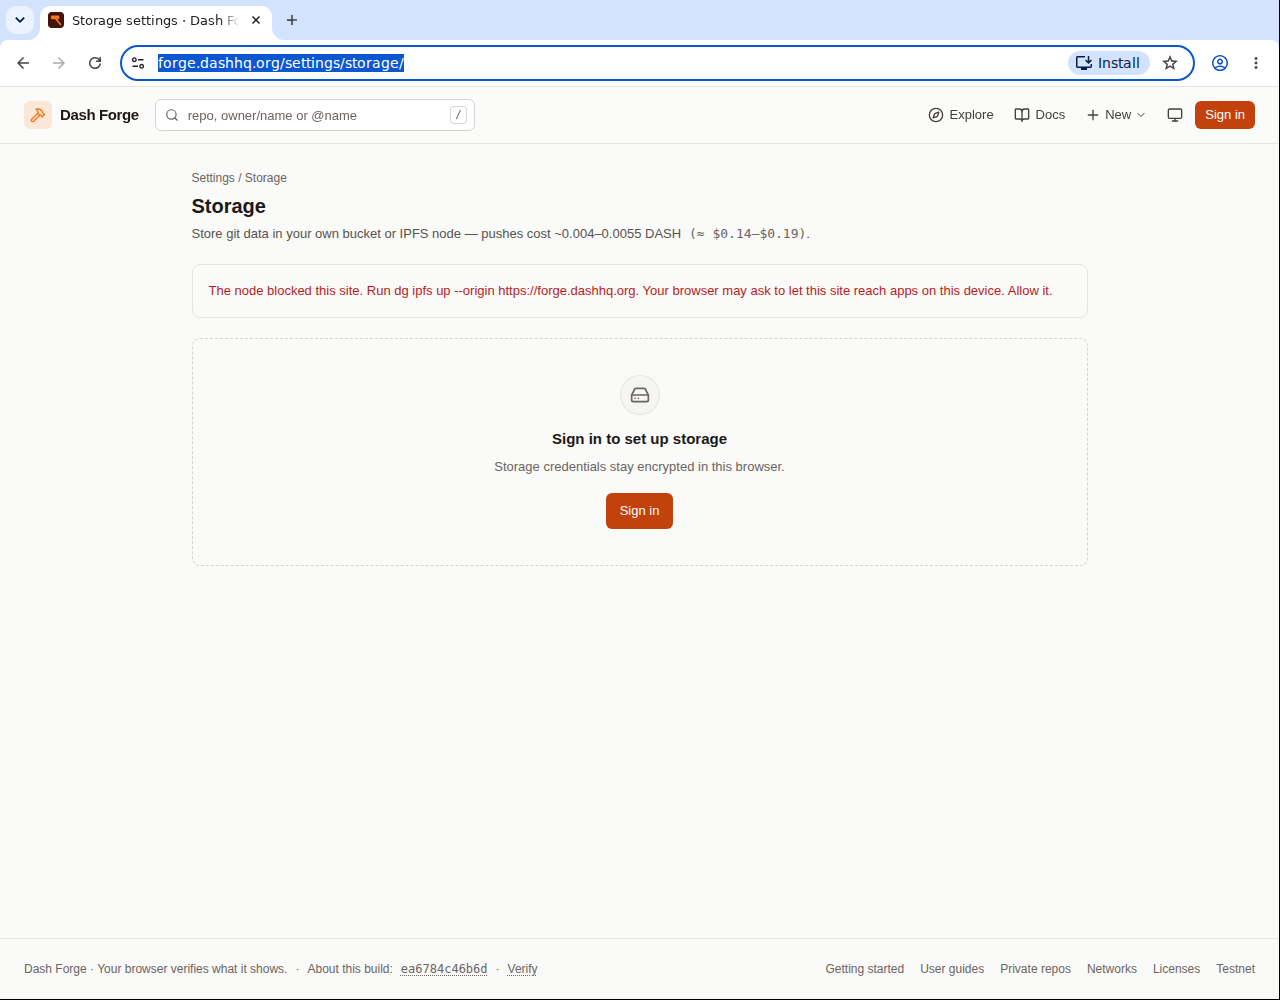 Storage settings · Dash Fo
forge.dashhq.org/settings/storage/
Install
Dash Forge
repo, owner/name or @name
/
Explore
Docs
New
Sign in
Settings / Storage
Storage
Store git data in your own bucket or IPFS node — pushes cost ~0.004–0.0055 DASH (≈ $0.14–$0.19).
The node blocked this site. Run dg ipfs up --origin https://forge.dashhq.org. Your browser may ask to let this site reach apps on this device. Allow it.
Sign in to set up storage
Storage credentials stay encrypted in this browser.
Sign in
Dash Forge · Your browser verifies what it shows. · About this build: ea6784c46b6d · Verify
Getting started User guides Private repos Networks Licenses Testnet